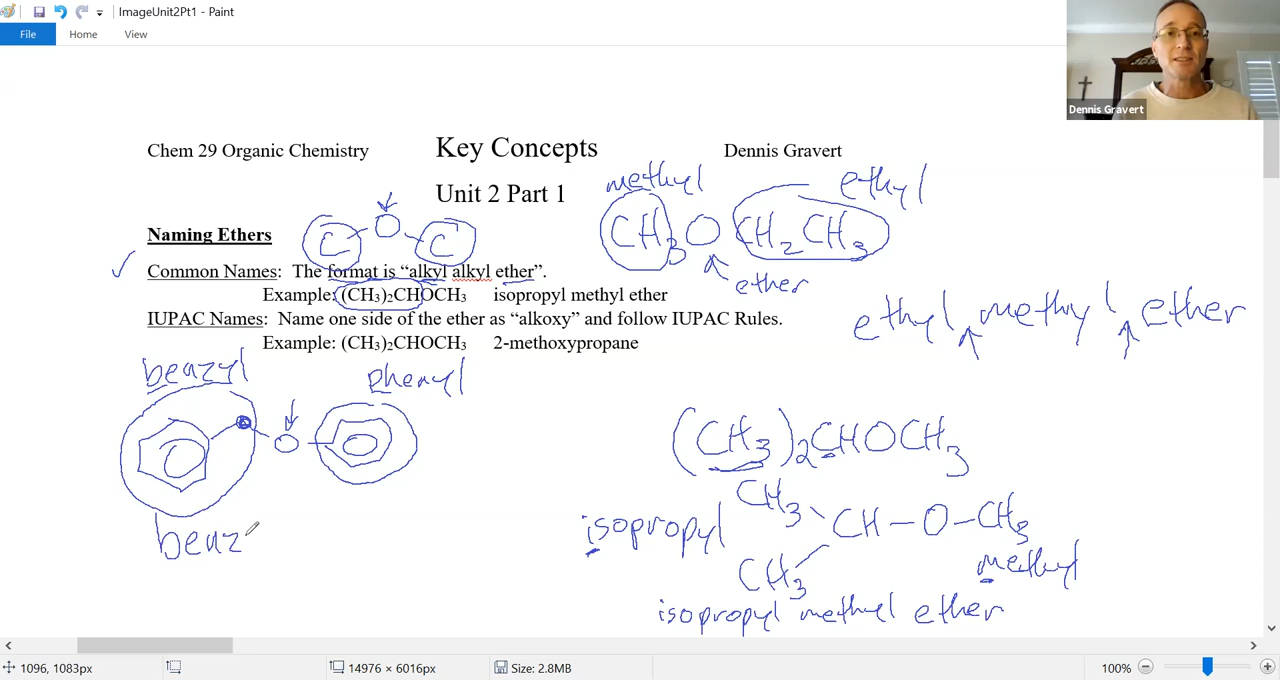 ImageUnit2Pt1 - Paint
File Home View
Dennis Gravert
Chem 29 Organic Chemistry Key Concepts Dennis Gravert
Unit 2 Part 1
methyl ethyl
CH3OCH2CH3
ether
Naming Ethers
C O C
Common Names: The format is “alkyl alkyl ether”.
Example: (CH3)2CHOCH3 isopropyl methyl ether
IUPAC Names: Name one side of the ether as “alkoxy” and follow IUPAC Rules.
Example: (CH3)2CHOCH3 2-methoxypropane
ethyl methyl ether
benzyl phenyl
O
benz
(CH3)2CHOCH3
CH3
isopropyl CH - O - CH3
CH3 methyl
isopropyl methyl ether
1096, 1083px 14976 × 6016px Size: 2.8MB 100%